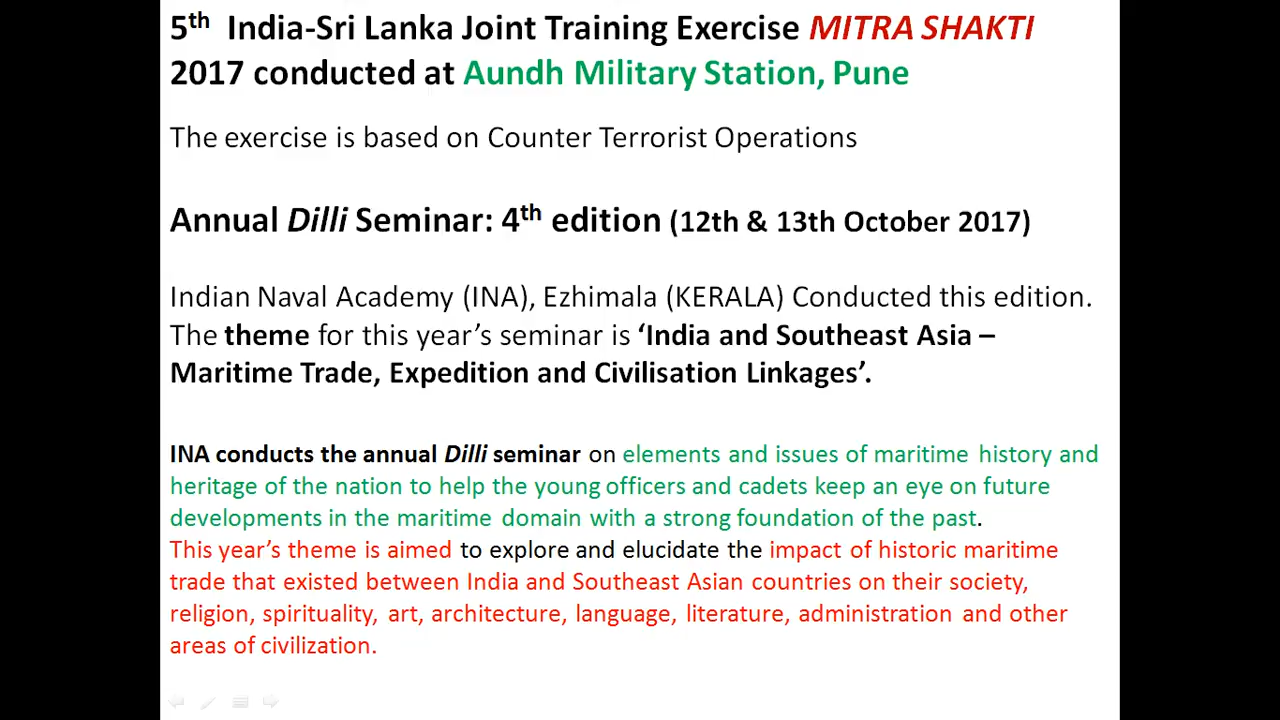 5th India-Sri Lanka Joint Training Exercise MITRA SHAKTI
2017 conducted at Aundh Military Station, Pune
The exercise is based on Counter Terrorist Operations
Annual Dilli Seminar: 4th edition (12th & 13th October 2017)
Indian Naval Academy (INA), Ezhimala (KERALA) Conducted this edition.
The theme for this year’s seminar is ‘India and Southeast Asia –
Maritime Trade, Expedition and Civilisation Linkages’.
INA conducts the annual Dilli seminar on elements and issues of maritime history and
heritage of the nation to help the young officers and cadets keep an eye on future
developments in the maritime domain with a strong foundation of the past.
This year’s theme is aimed to explore and elucidate the impact of historic maritime
trade that existed between India and Southeast Asian countries on their society,
religion, spirituality, art, architecture, language, literature, administration and other
areas of civilization.